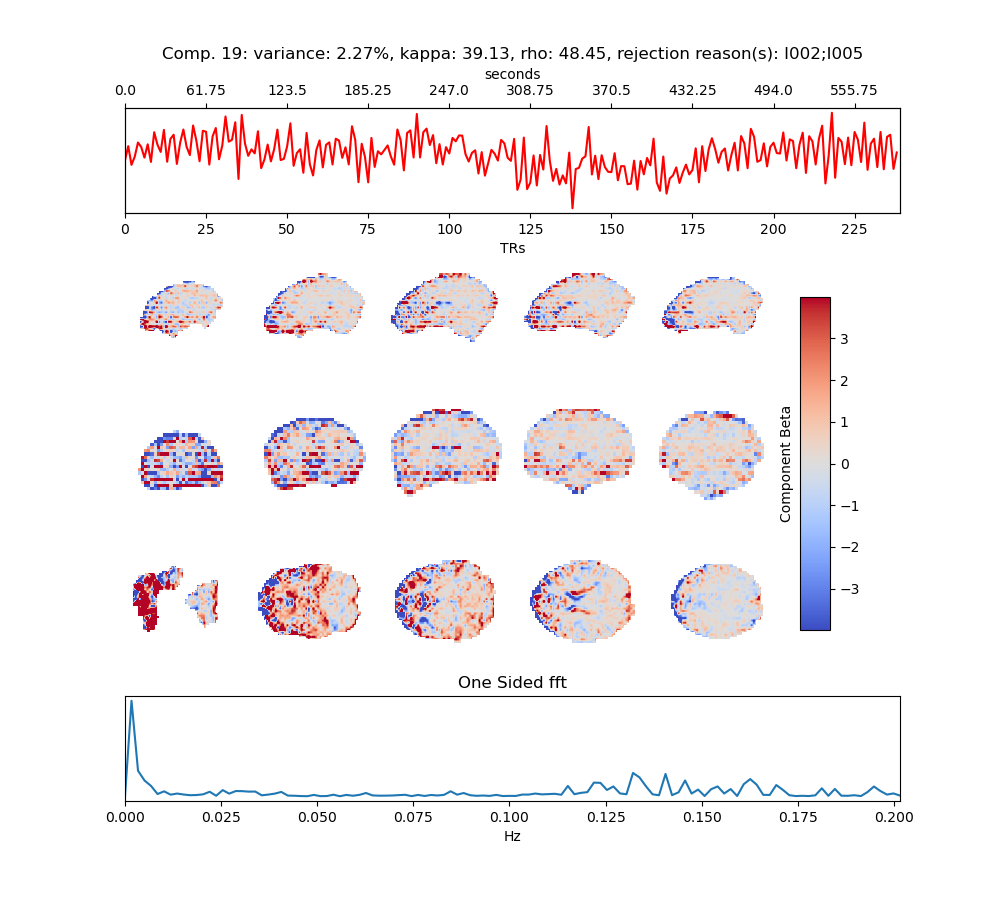 Comp. 19: variance: 2.27%, kappa: 39.13, rho: 48.45, rejection reason(s): I002;I005
seconds
0.0 61.75 123.5 185.25 247.0 308.75 370.5 432.25 494.0 555.75
0 25 50 75 100 125 150 175 200 225
TRs
3
2
1
0
−1
−2
−3
Component Beta
One Sided fft
0.000 0.025 0.050 0.075 0.100 0.125 0.150 0.175 0.200
Hz